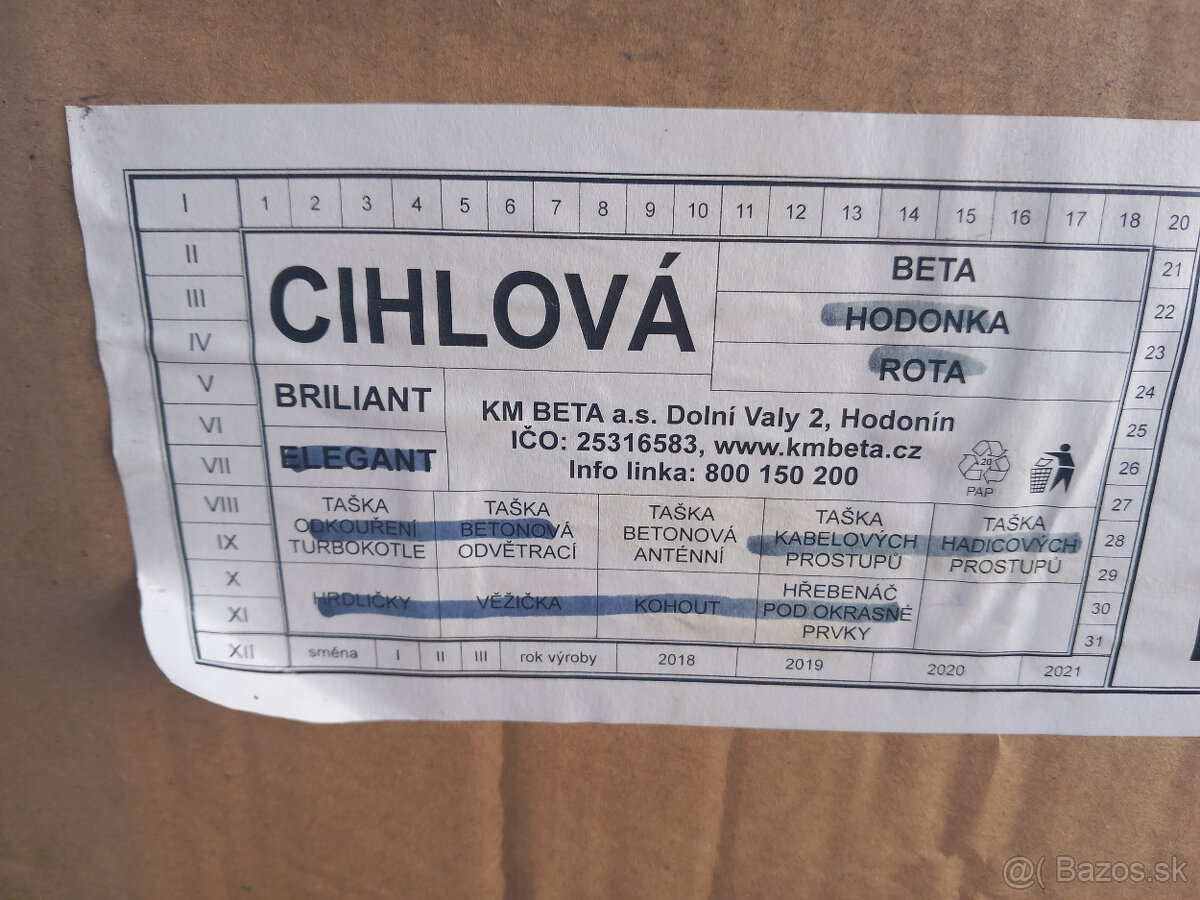 I 1 2 3 4 5 6 7 8 9 10 11 12 13 14 15 16 17 18 20
II
III
IV
V
VI
VII
VIII
IX
X
XI
XII
CIHLOVÁ
BETA
HODONKA
ROTA
BRILIANT
ELEGANT
KM BETA a.s. Dolní Valy 2, Hodonín
IČO: 25316583, www.kmbeta.cz
Info linka: 800 150 200
20
PAP
TAŠKA
ODKOUŘENÍ
TURBOKOTLE
TAŠKA
BETONOVÁ
ODVĚTRACÍ
TAŠKA
BETONOVÁ
ANTÉNNÍ
TAŠKA
KABELOVÝCH
PROSTUPŮ
TAŠKA
HADICOVÝCH
PROSTUPŮ
HRDLIČKY
VĚŽIČKA
KOHOUT
HŘEBENÁČ
POD OKRASNÉ
PRVKY
21
22
23
24
25
26
27
28
29
30
31
směna I II III rok výroby 2018 2019 2020 2021
@( Bazos.sk